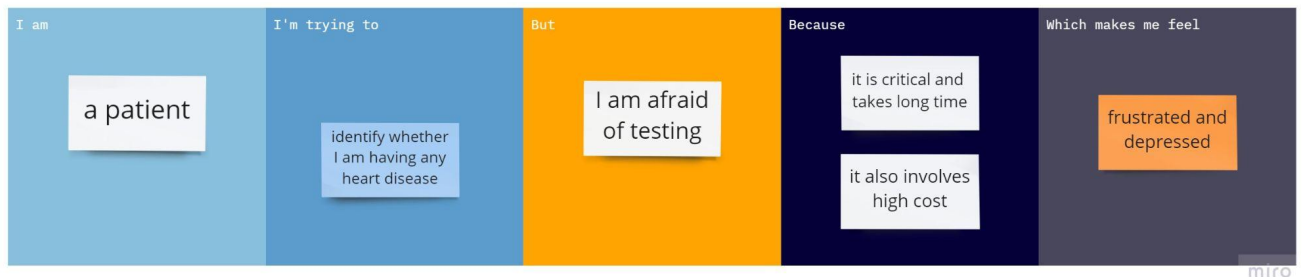 I am
a patient
I'm trying to
identify whether
I am having any
heart disease
But
I am afraid
of testing
Because
it is critical and
takes long time
it also involves
high cost
Which makes me feel
frustrated and
depressed
miro